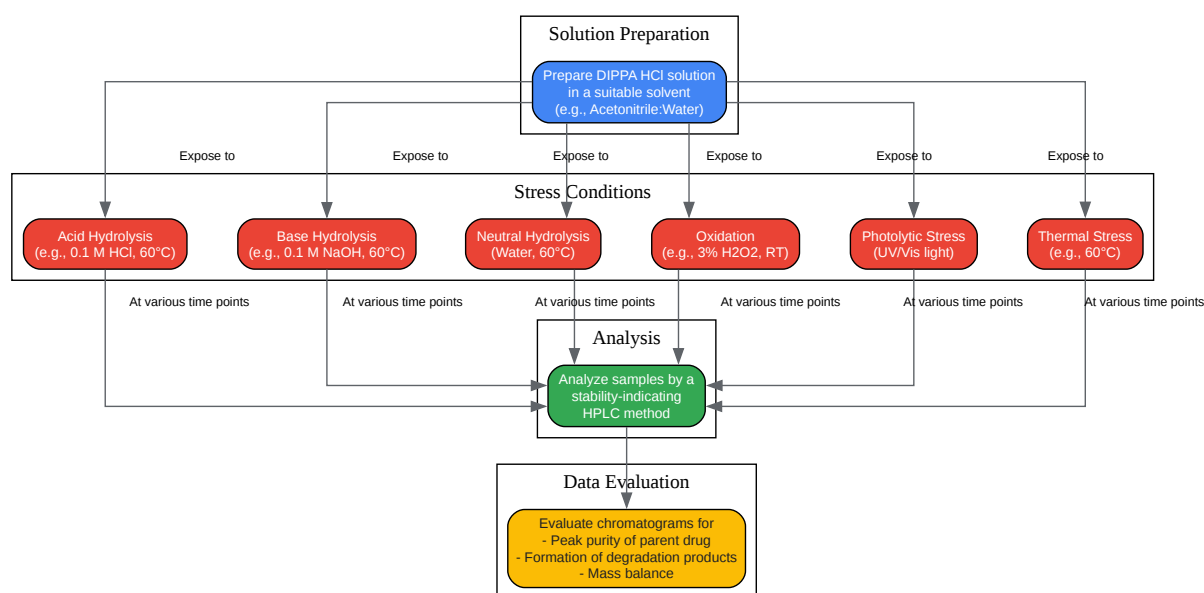 Solution Preparation
Prepare DIPPA HCl solution
in a suitable solvent
(e.g., Acetonitrile:Water)
Expose to
Expose to
Expose to
Expose to
Expose to
Expose to
Stress Conditions
Acid Hydrolysis
(e.g., 0.1 M HCl, 60°C)
Base Hydrolysis
(e.g., 0.1 M NaOH, 60°C)
Neutral Hydrolysis
(Water, 60°C)
Oxidation
(e.g., 3% H2O2, RT)
Photolytic Stress
(UV/Vis light)
Thermal Stress
(e.g., 60°C)
At various time points
At various time points
At various time points
At various time points
At various time points
At various time points
Analysis
Analyze samples by a
stability-indicating
HPLC method
Data Evaluation
Evaluate chromatograms for
- Peak purity of parent drug
- Formation of degradation products
- Mass balance